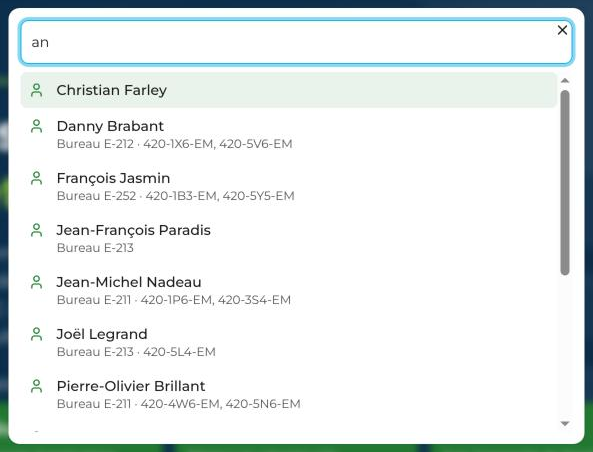 an
Christian Farley
Danny Brabant
Bureau E-212 · 420-1X6-EM, 420-5V6-EM
François Jasmin
Bureau E-252 · 420-1B3-EM, 420-5Y5-EM
Jean-François Paradis
Bureau E-213
Jean-Michel Nadeau
Bureau E-211 · 420-1P6-EM, 420-3S4-EM
Joël Legrand
Bureau E-213 · 420-5L4-EM
Pierre-Olivier Brillant
Bureau E-211 · 420-4W6-EM, 420-5N6-EM